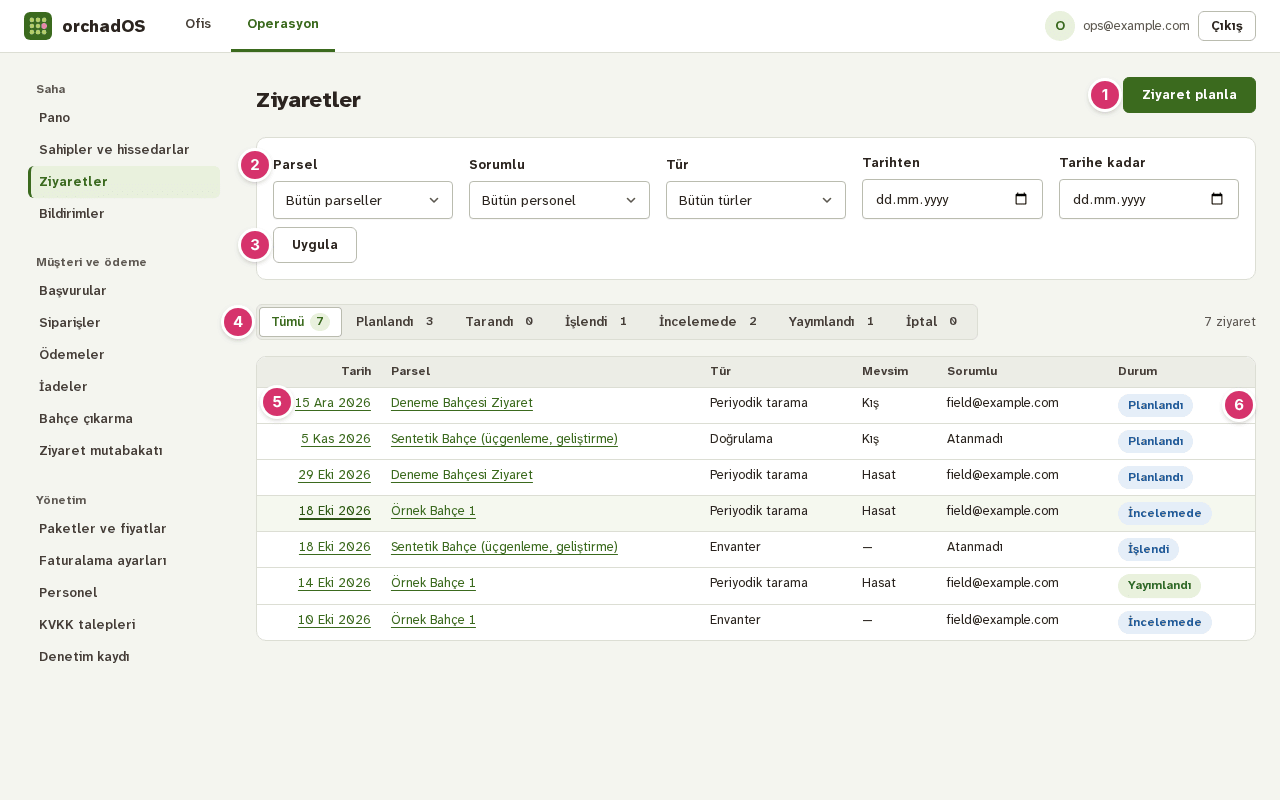 orchadOS
Ofis
Operasyon
O
ops@example.com
Çıkış
Saha
Pano
Sahipler ve hissedarlar
Ziyaretler
Bildirimler
Müşteri ve ödeme
Başvurular
Siparişler
Ödemeler
İadeler
Bahçe çıkarma
Ziyaret mutabakatı
Yönetim
Paketler ve fiyatlar
Faturalama ayarları
Personel
KVKK talepleri
Denetim kaydı
Ziyaretler
1
Ziyaret planla
2
Parsel
Sorumlu
Tür
Tarihten
Tarihe kadar
Bütün parseller
Bütün personel
Bütün türler
dd.mm.yyyy
dd.mm.yyyy
3
Uygula
4
Tümü 7
Planlandı 3
Tarandı 0
İşlendi 1
İncelemede 2
Yayımlandı 1
İptal 0
7 ziyaret
Tarih Parsel Tür Mevsim Sorumlu Durum
5 15 Ara 2026 Deneme Bahçesi Ziyaret Periyodik tarama Kış field@example.com Planlandı 6
5 Kas 2026 Sentetik Bahçe (üçgenleme, geliştirme) Doğrulama Kış Atanmadı Planlandı
29 Eki 2026 Deneme Bahçesi Ziyaret Periyodik tarama Hasat field@example.com Planlandı
18 Eki 2026 Örnek Bahçe 1 Periyodik tarama Hasat field@example.com İncelemede
18 Eki 2026 Sentetik Bahçe (üçgenleme, geliştirme) Envanter — Atanmadı İşlendi
14 Eki 2026 Örnek Bahçe 1 Periyodik tarama Hasat field@example.com Yayımlandı
10 Eki 2026 Örnek Bahçe 1 Envanter — field@example.com İncelemede